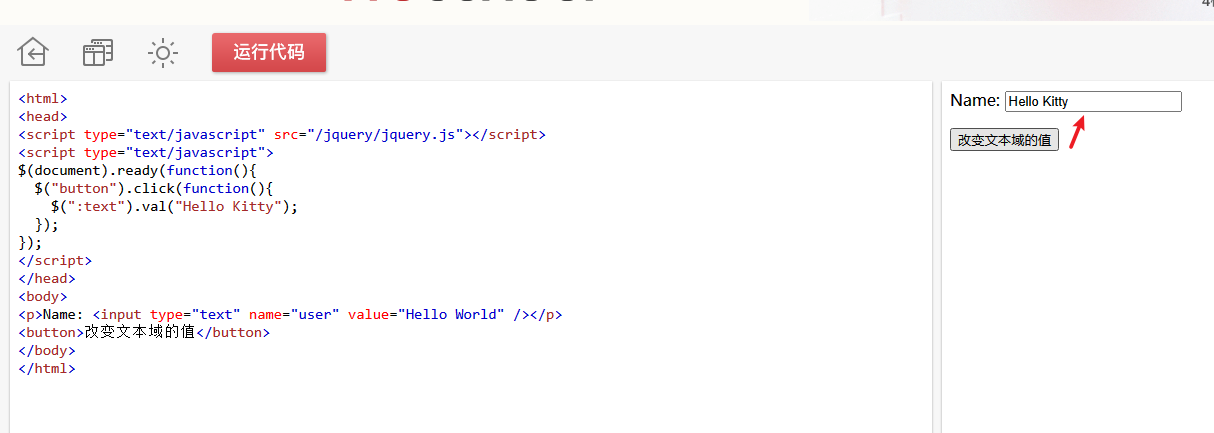 运行代码
<html>
<head>
<script type="text/javascript" src="/jquery/jquery.js"></script>
<script type="text/javascript">
$(document).ready(function(){
  $("button").click(function(){
    $(":text").val("Hello Kitty");
  });
});
</script>
</head>
<body>
<p>Name: <input type="text" name="user" value="Hello World" /></p>
<button>改变文本域的值</button>
</body>
</html>
Name: Hello Kitty
改变文本域的值